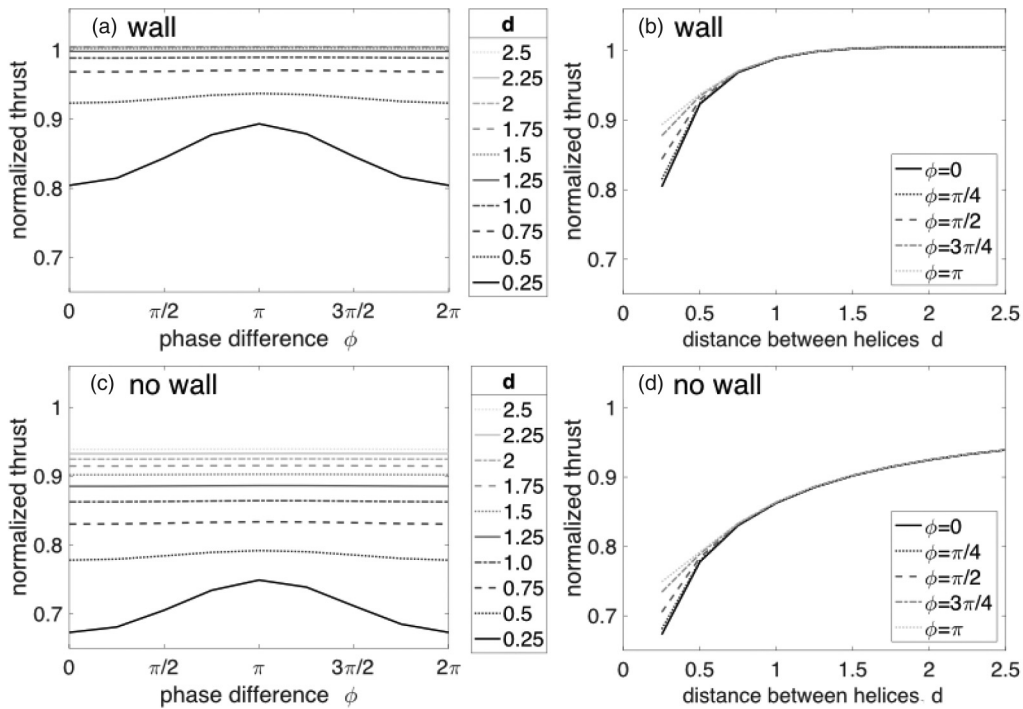 (a) wall
normalized thrust
1
0.9
0.8
0.7
0
π/2
π
3π/2
2π
phase difference ϕ
d
2.5
2.25
2
1.75
1.5
1.25
1.0
0.75
0.5
0.25
(b) wall
normalized thrust
1
0.9
0.8
0.7
ϕ=0
ϕ=π/4
ϕ=π/2
ϕ=3π/4
ϕ=π
0
0.5
1
1.5
2
2.5
distance between helices d
(c) no wall
normalized thrust
1
0.9
0.8
0.7
0
π/2
π
3π/2
2π
phase difference ϕ
d
2.5
2.25
2
1.75
1.5
1.25
1.0
0.75
0.5
0.25
(d) no wall
normalized thrust
1
0.9
0.8
0.7
ϕ=0
ϕ=π/4
ϕ=π/2
ϕ=3π/4
ϕ=π
0
0.5
1
1.5
2
2.5
distance between helices d